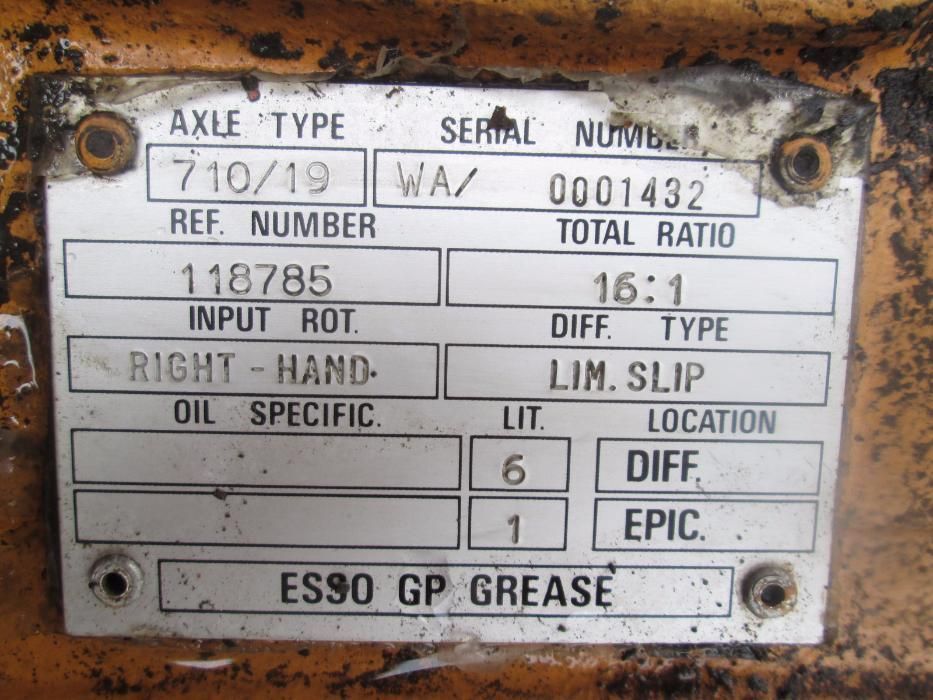 AXLE TYPE SERIAL NUMBER
710/19 WA/ 0001432
REF. NUMBER TOTAL RATIO
118785 16:1
INPUT ROT. DIFF. TYPE
RIGHT-HAND. LIM. SLIP
OIL SPECIFIC. LIT. LOCATION
6 DIFF.
1 EPIC.
ESSO GP GREASE